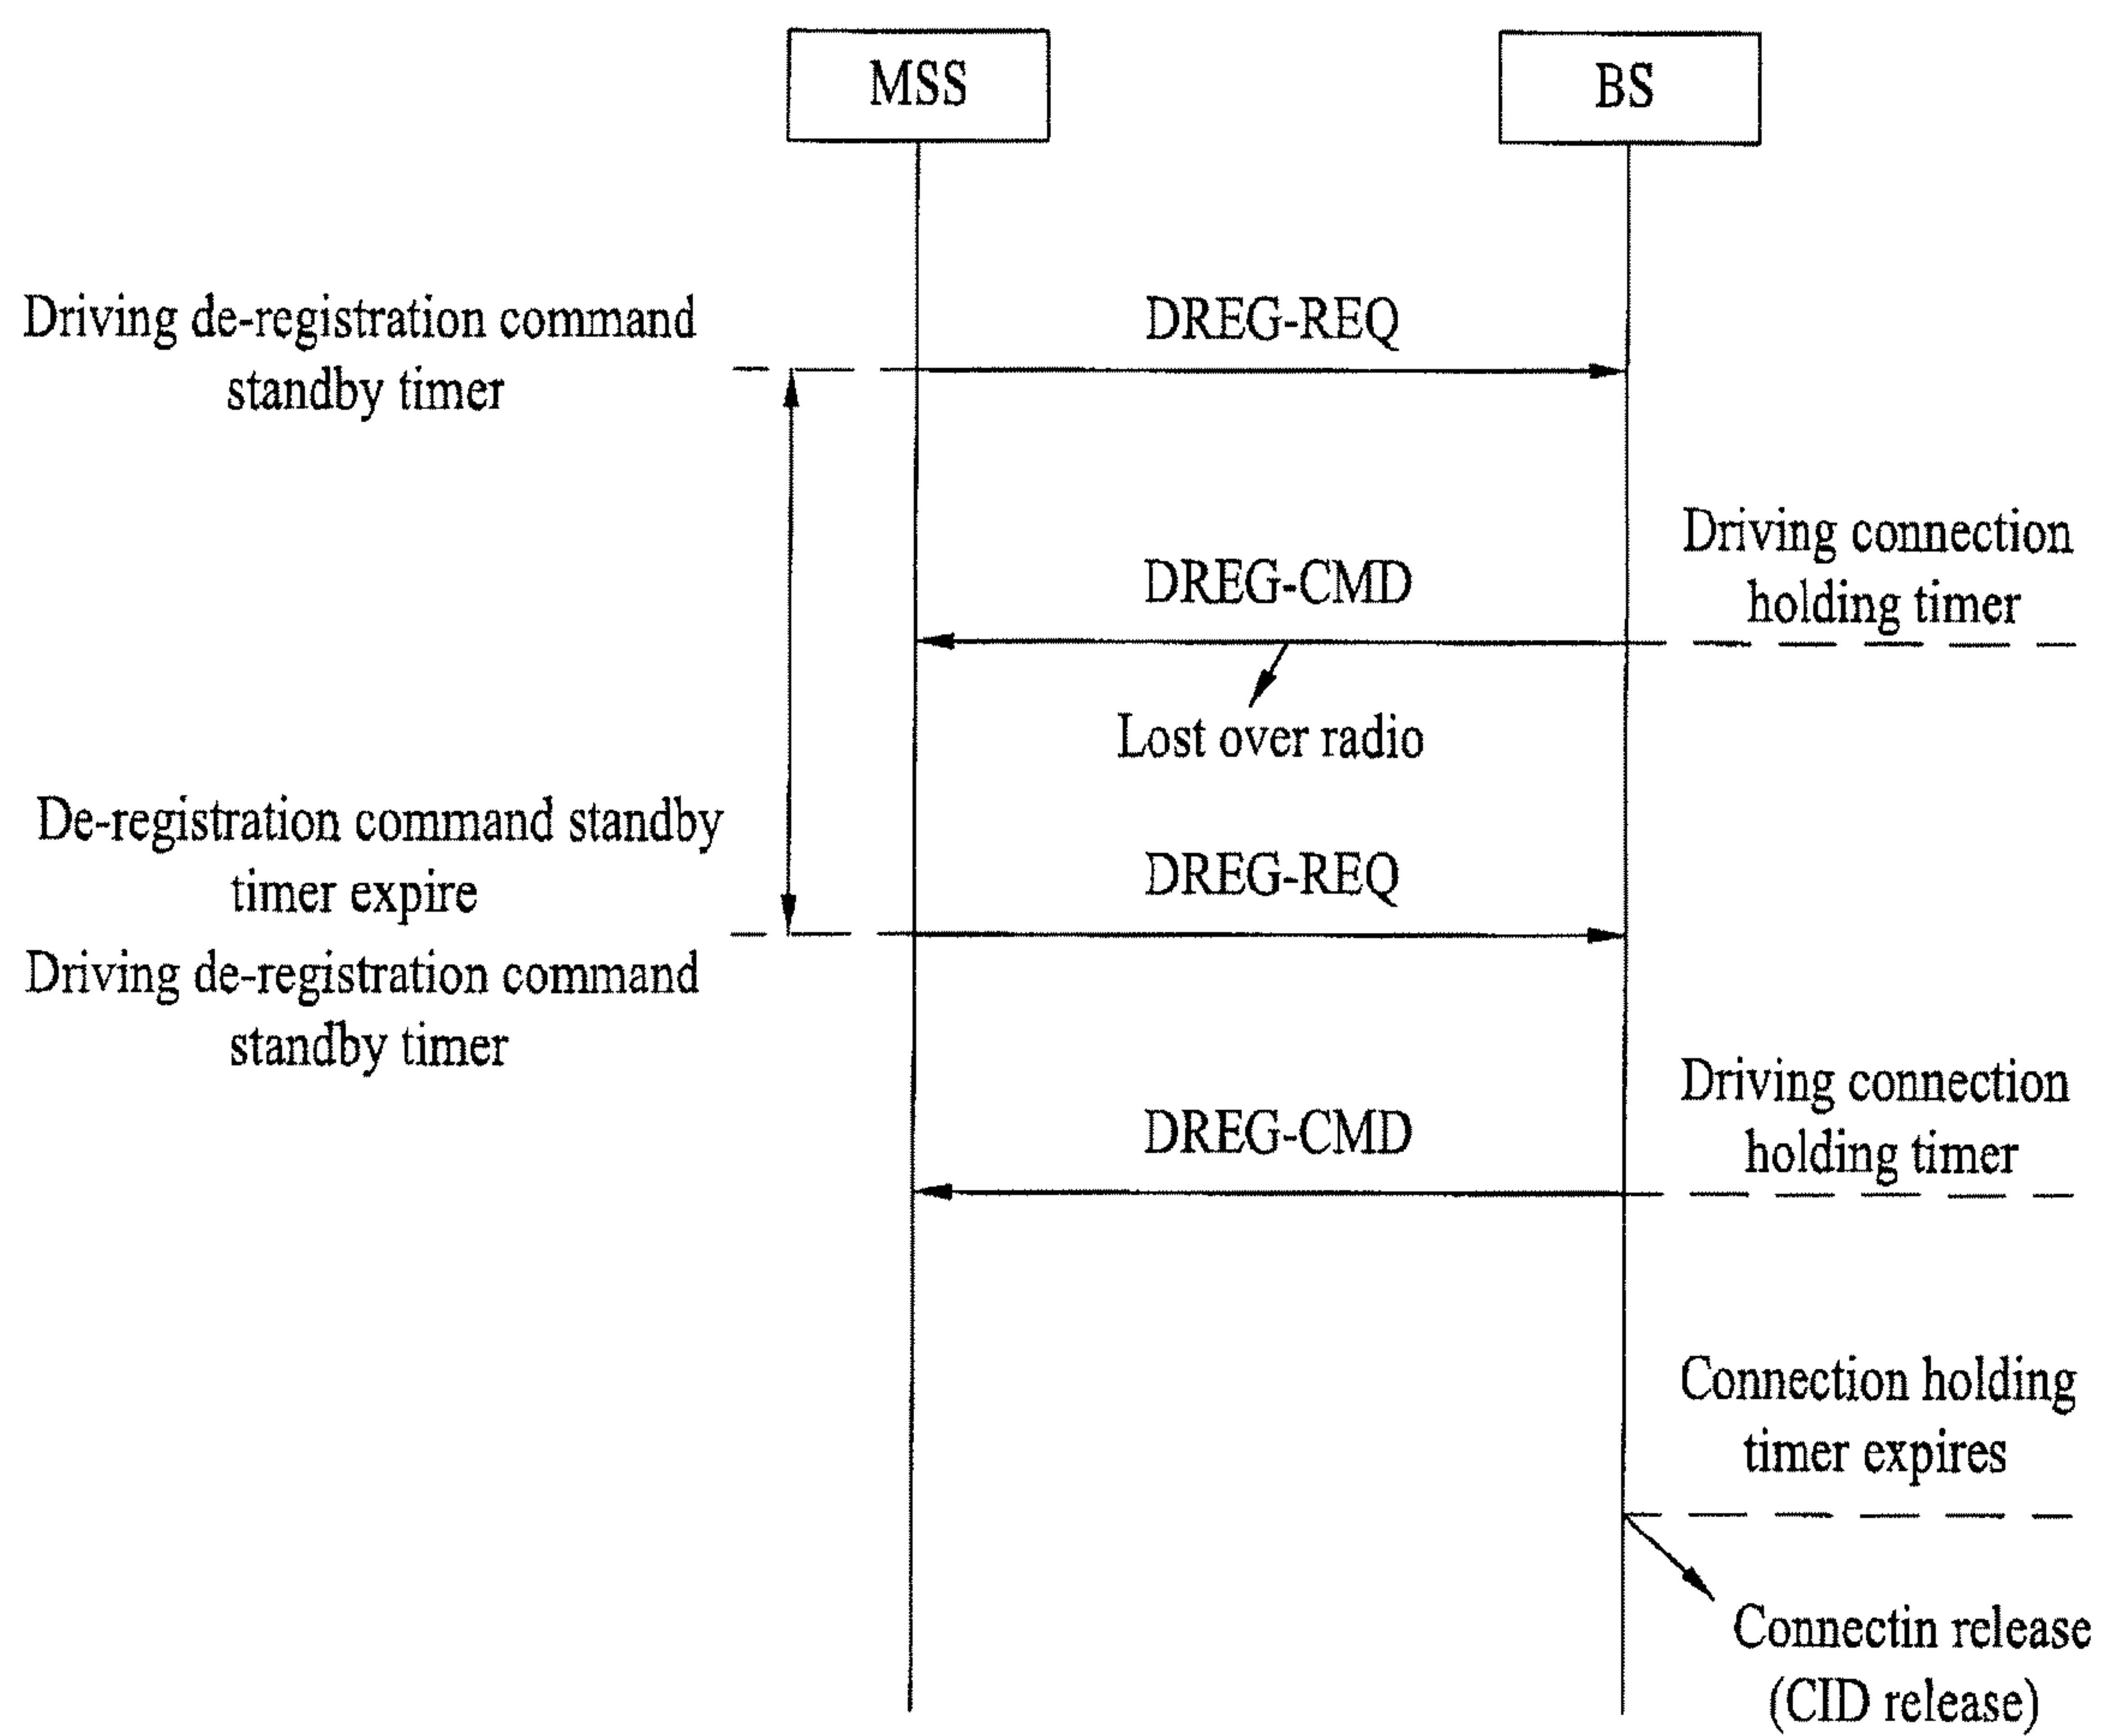 MSS
BS
Driving de-registration command
standby timer
DREG-REQ
Driving connection
holding timer
DREG-CMD
Lost over radio
De-registration command standby
timer expire
DREG-REQ
Driving de-registration command
standby timer
Driving connection
holding timer
DREG-CMD
Connection holding
timer expires
Connectin release
(CID release)